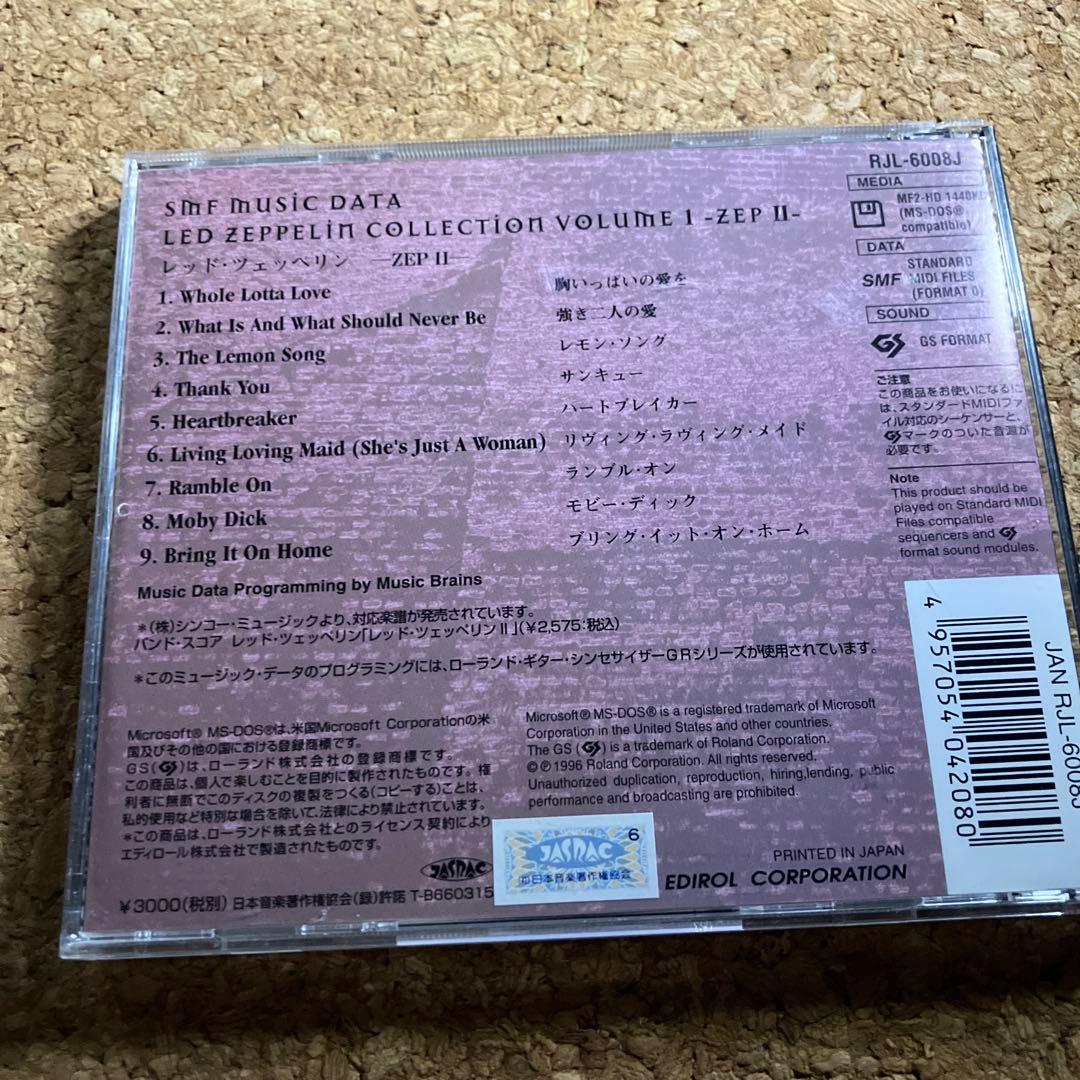 SMF MUSIC DATA
LED ZEPPELIN COLLECTION VOLUME I -ZEP II-
レッド・ツェッペリン —ZEP II—
1. Whole Lotta Love 胸いっぱいの愛を
2. What Is And What Should Never Be 強き二人の愛
3. The Lemon Song レモン・ソング
4. Thank You サンキュー
5. Heartbreaker ハートブレイカー
6. Living Loving Maid (She's Just A Woman) リヴィング・ラヴィング・メイド
7. Ramble On ランブル・オン
8. Moby Dick モビー・ディック
9. Bring It On Home ブリング・イット・オン・ホーム
Music Data Programming by Music Brains
*(株)シンコー・ミュージックより、対応楽譜が発売されています。
バンド・スコア レッド・ツェッペリン「レッド・ツェッペリンⅡ」(¥2,575:税込)
*このミュージック・データのプログラミングには、ローランド・ギター・シンセサイザーGRシリーズが使用されています。
RJL-6008J
MEDIA
MF2-HD 1440KB
(MS-DOS®
compatible)
DATA
SMF
STANDARD
MIDI FILES
(FORMAT 0)
SOUND
GS GS FORMAT
ご注意
この商品をお使いになるに
は、スタンダードMIDIファ
イル対応のシーケンサーと、
GSマークのついた音源が
必要です。
Note
This product should be
played on Standard MIDI
Files compatible
sequencers and GS
format sound modules.
Microsoft® MS-DOS®は、米国Microsoft Corporationの米
国及びその他の国における登録商標です。
GS(GS)は、ローランド株式会社の登録商標です。
この商品は、個人で楽しむことを目的に製作されたものです。権
利者に無断でこのディスクの複製をつくる(コピーする)ことは、
私的使用など特別な場合を除いて、法律により禁止されています。
*この商品は、ローランド株式会社とのライセンス契約により
エディロール株式会社で製造されたものです。
Microsoft® MS-DOS® is a registered trademark of Microsoft
Corporation in the United States and other countries.
The GS (GS) is a trademark of Roland Corporation.
©℗1996 Roland Corporation. All rights reserved.
Unauthorized duplication, reproduction, hiring,lending, public
performance and broadcasting are prohibited.
JASRAC
¥3000(税別) 日本音楽著作権協会(録)許諾 T-B660315
6
JASRAC
㈳日本音楽著作権協会
PRINTED IN JAPAN
EDIROL CORPORATION
4 957054 042080
JAN RJL-6008J